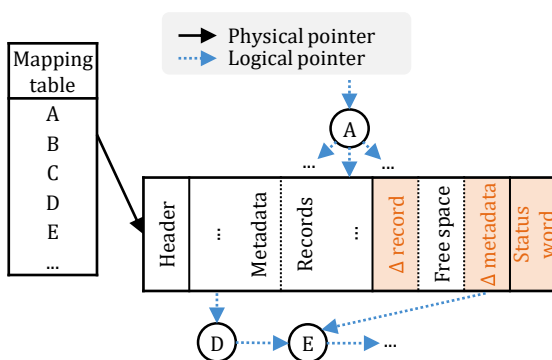 Physical pointer
Logical pointer
Mapping
table
A
B
C
D
E
...
A
...
...
Header
...
Metadata
Records
...
Δ record
Free space
Δ metadata
Status
word
D
E
...